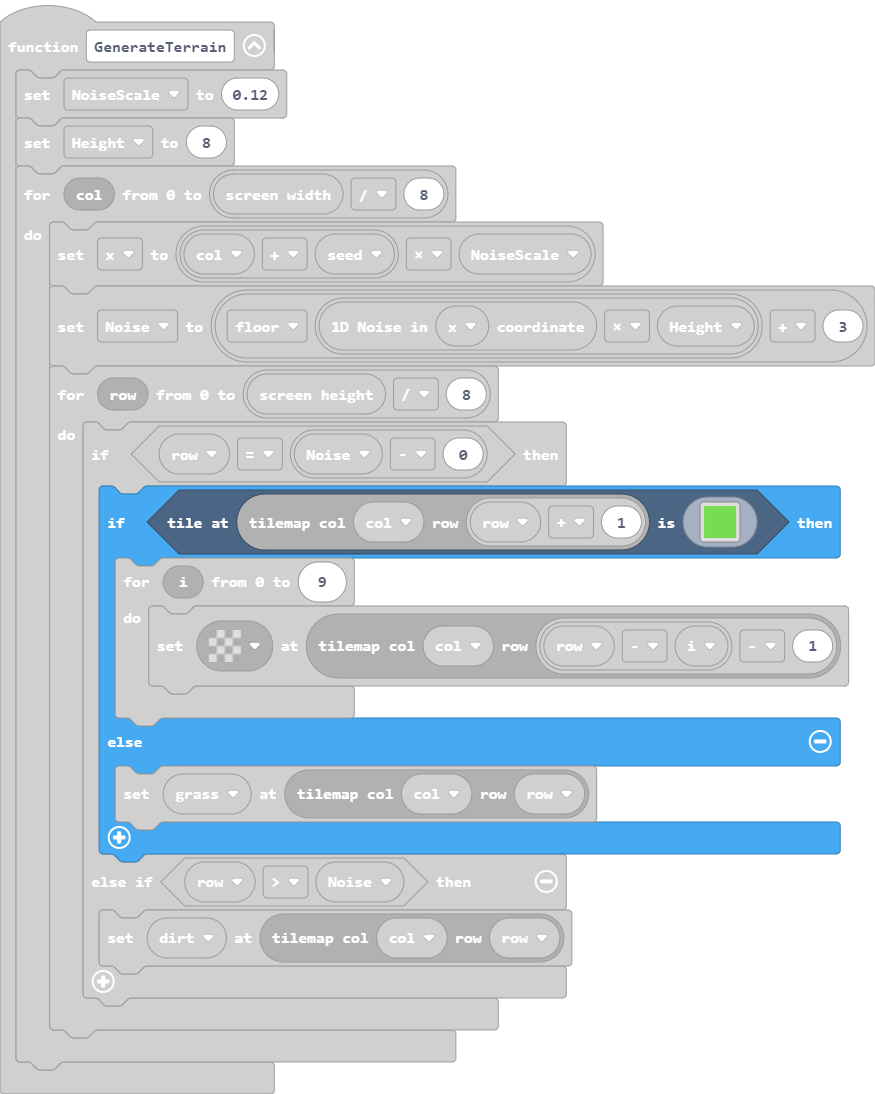 function GenerateTerrain
set NoiseScale to 0.12
set Height to 8
for col from 0 to screen width / 8
do
set x to col + seed × NoiseScale
set Noise to floor 1D Noise in x coordinate × Height + 3
for row from 0 to screen height / 8
do
if row = Noise - 0 then
if tile at tilemap col col row row + 1 is then
for i from 0 to 9
do
set at tilemap col col row row - i - 1
else
set grass at tilemap col col row row
else if row > Noise then
set dirt at tilemap col col row row